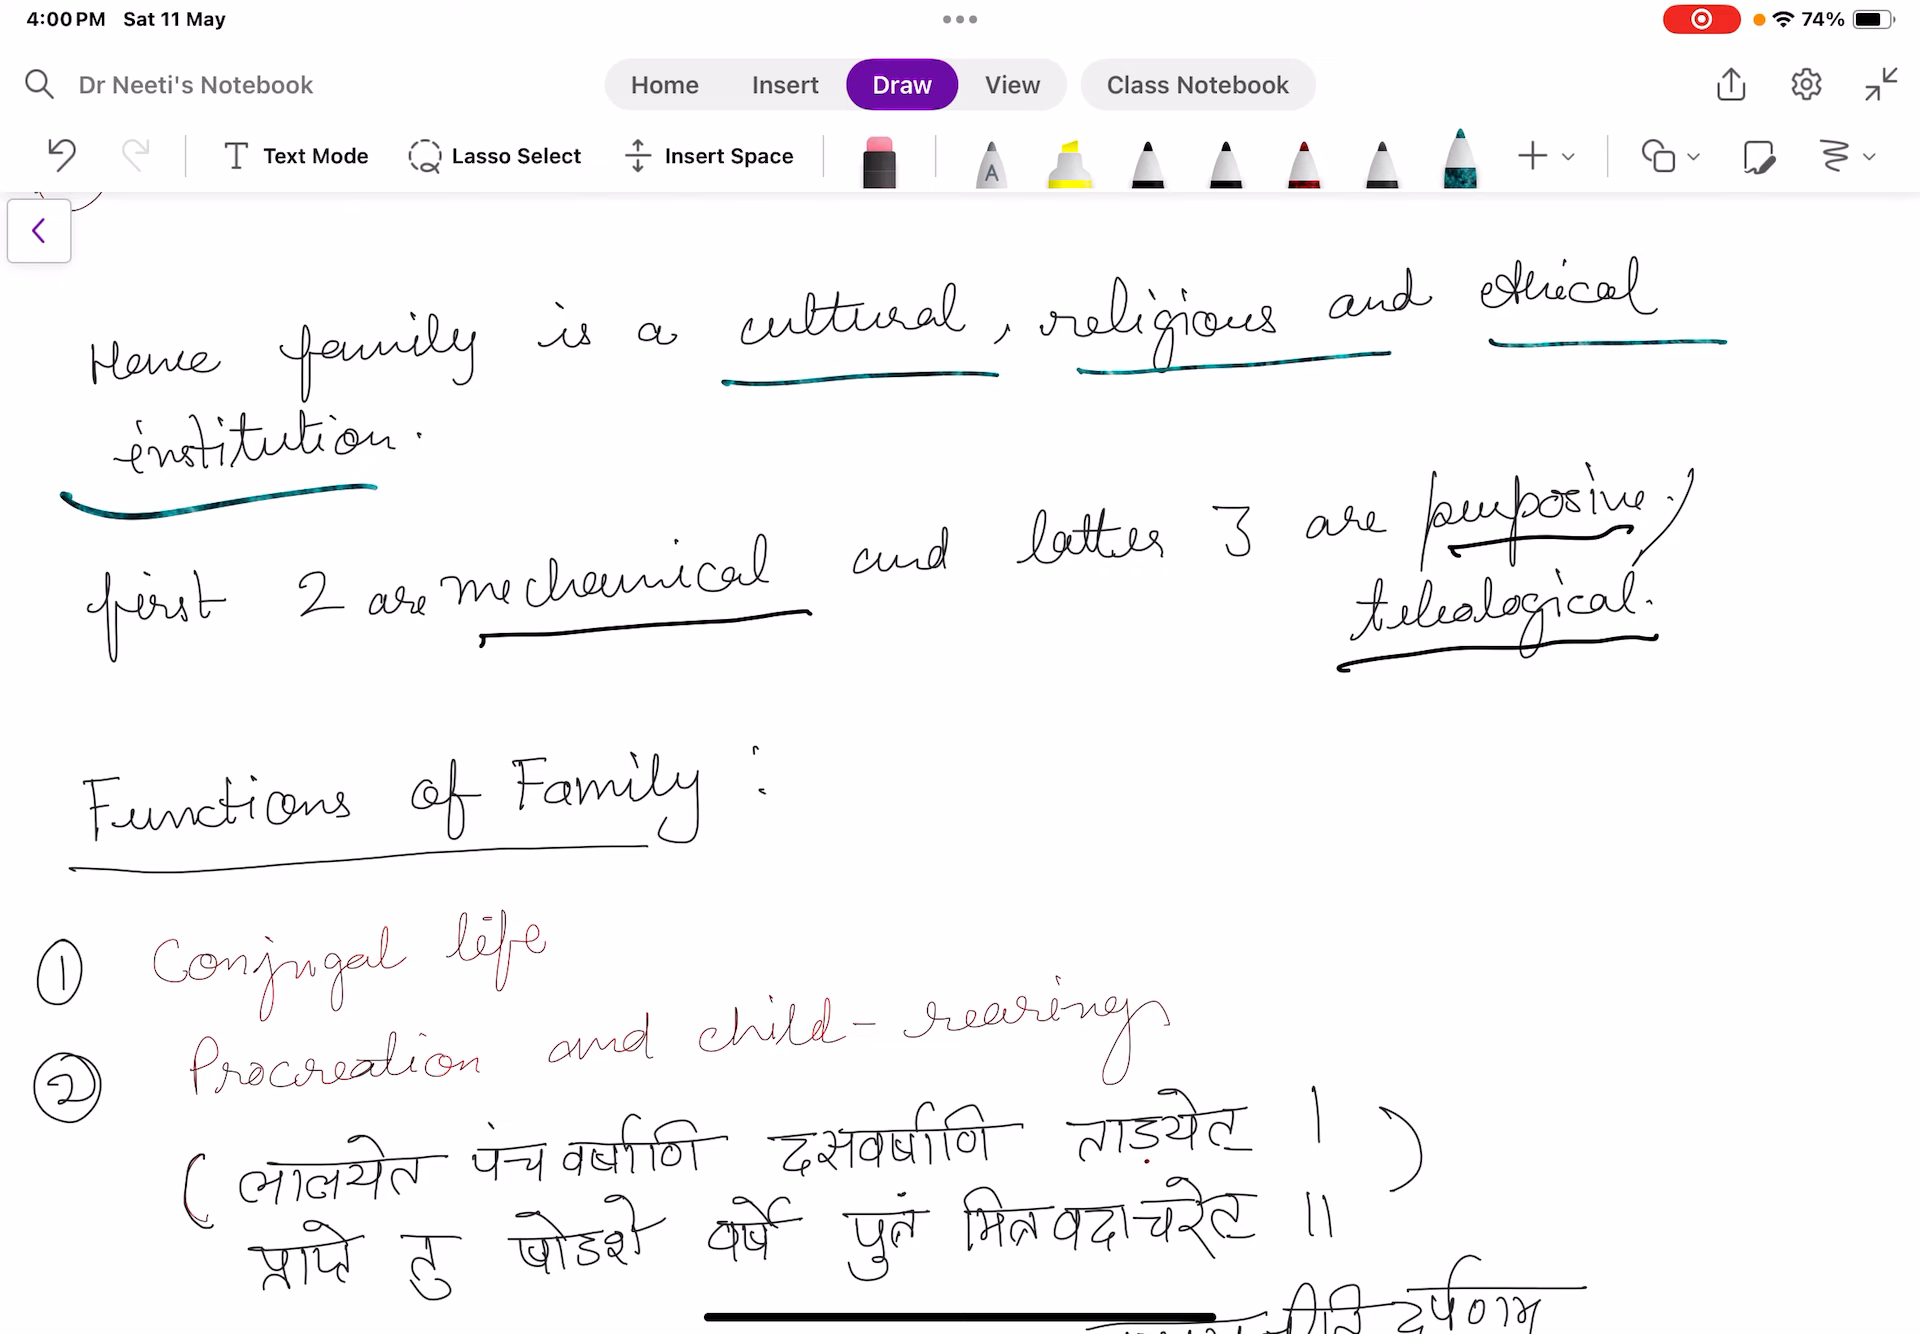 4:00 PM Sat 11 May
74%
Dr Neeti's Notebook
Home Insert Draw View Class Notebook
Text Mode Lasso Select Insert Space
A
Hence family is a cultural, religious and ethical
institution.
first 2 are mechanical and latter 3 are purposive /
teleological.
Functions of Family :
① Conjugal life
② Procreation and child-rearing
( लालयेत पंच वर्षाणि दसवर्षाणि ताड़येत । )
प्राप्ते तु षोडशे वर्षे पुत्रं मित्रवदाचरेत ॥